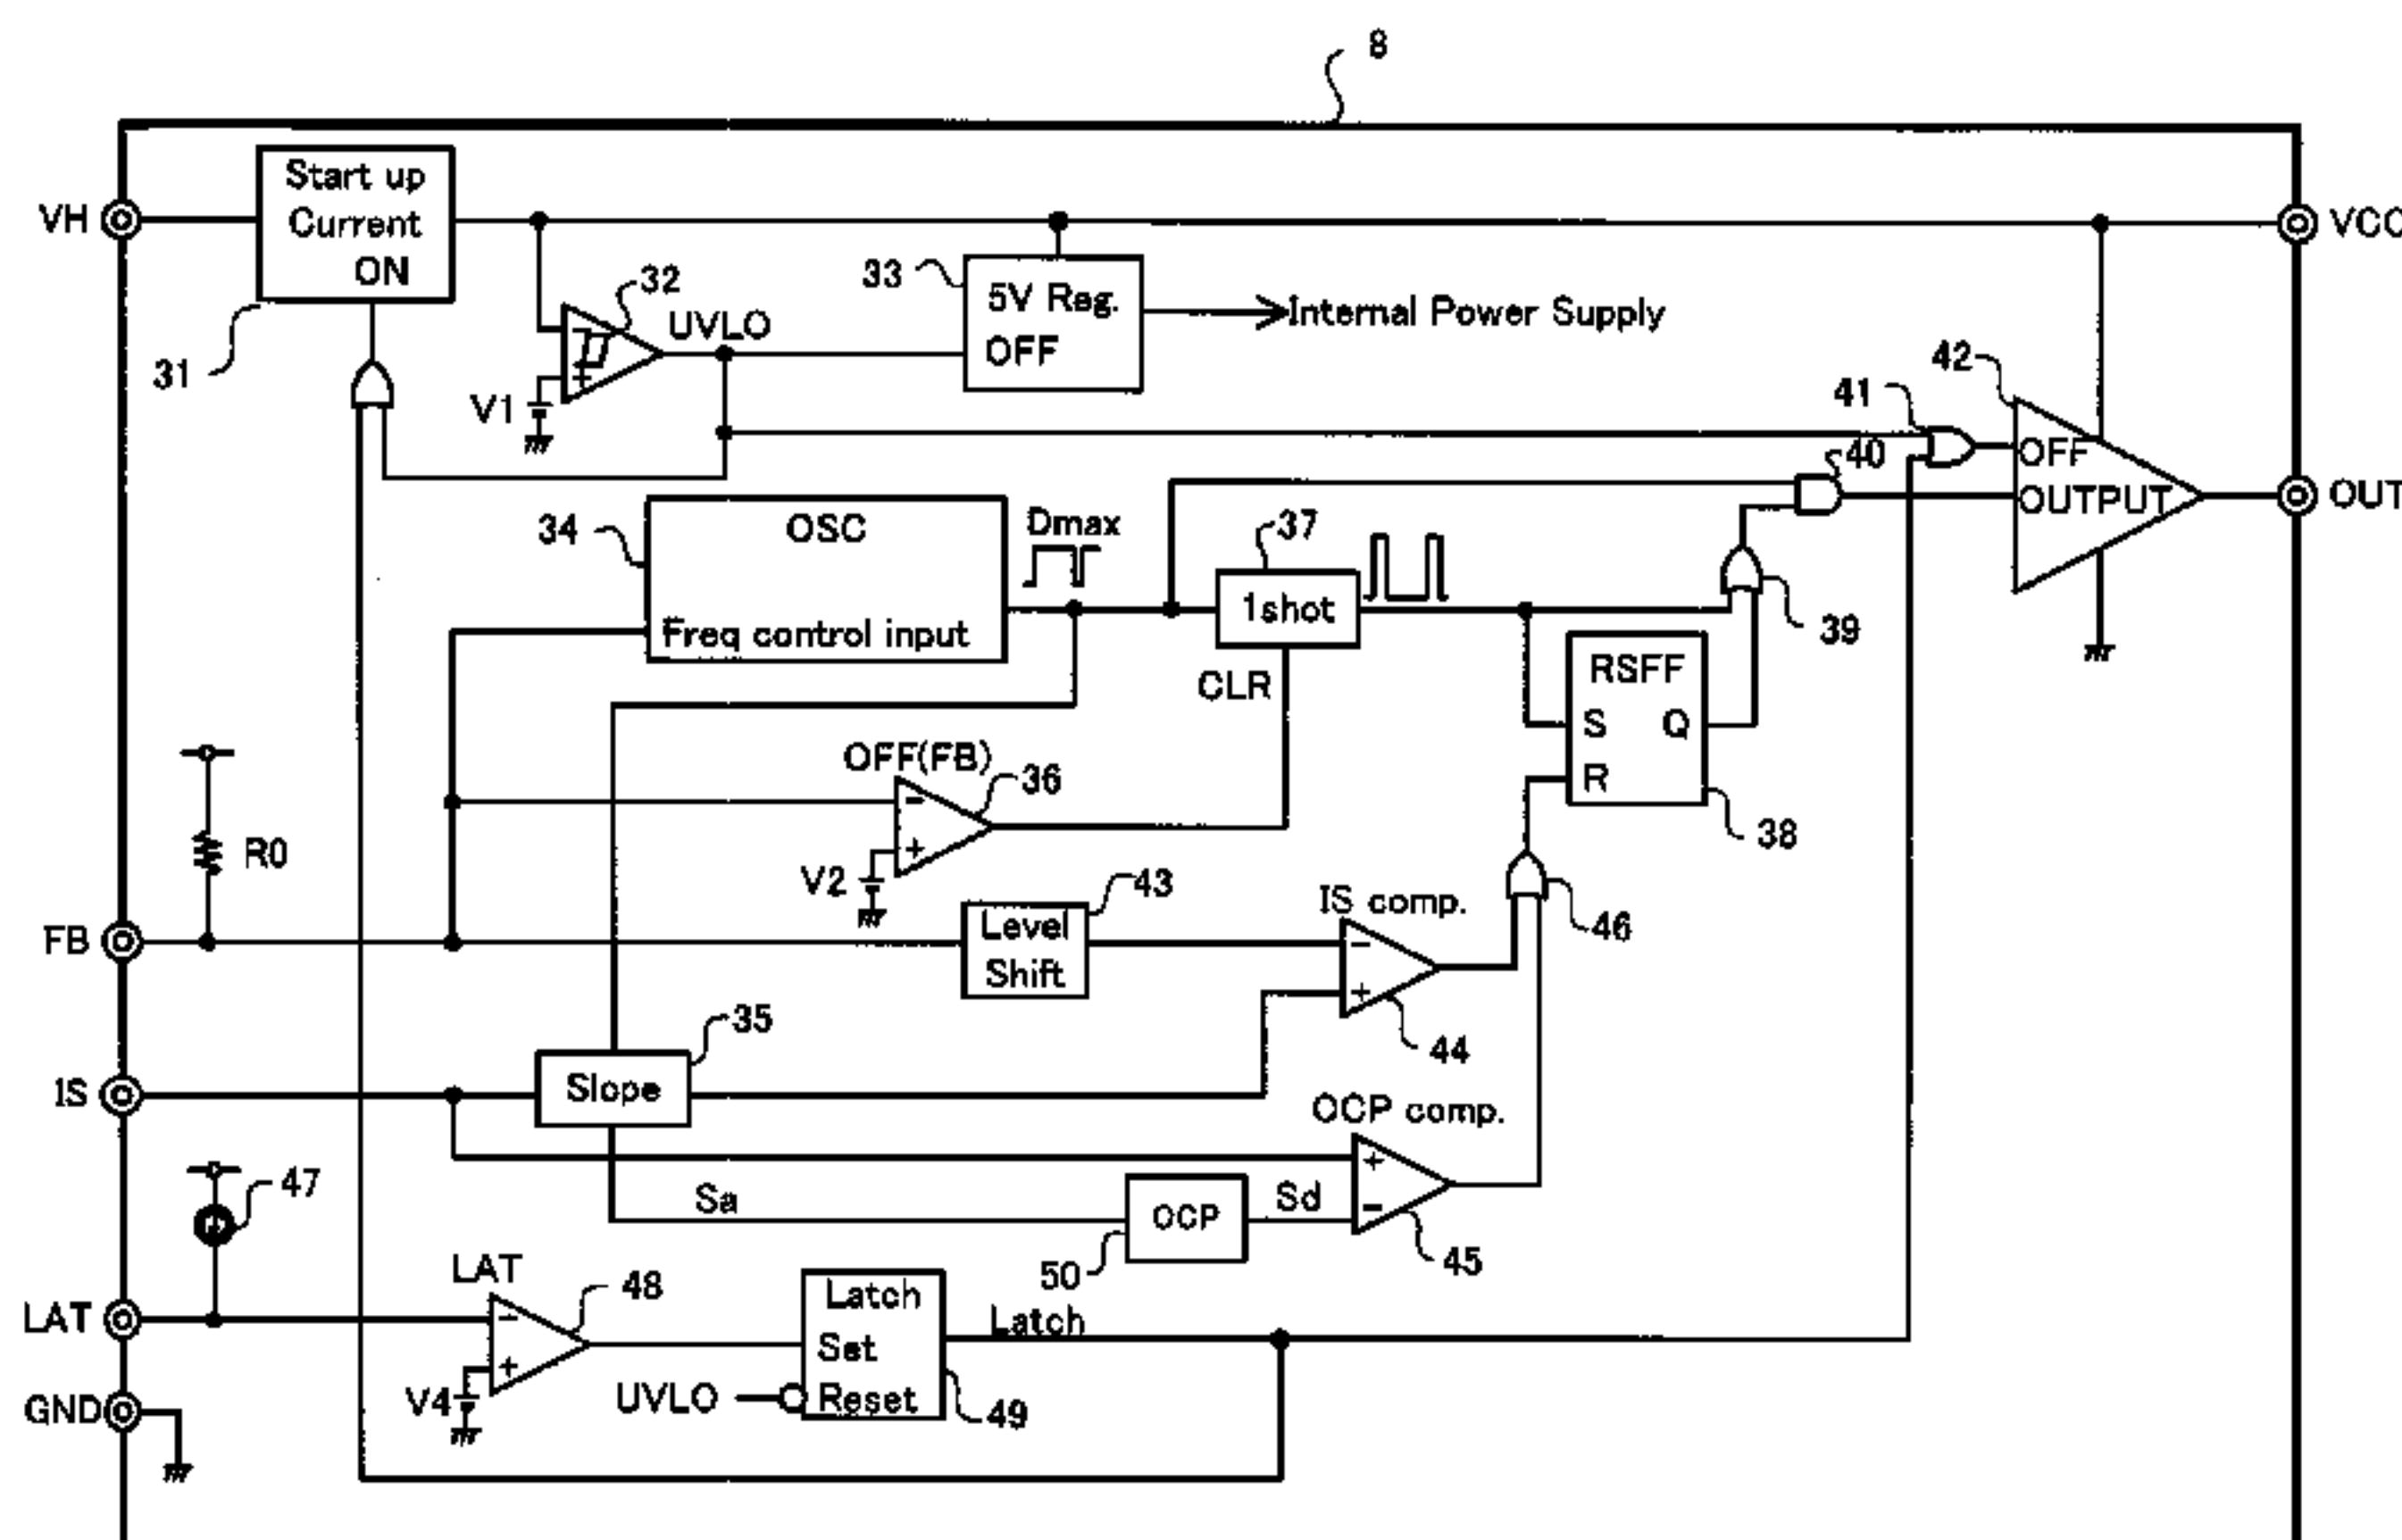 8
Start up
Current
ON
VH
VCC
31
32
UVLO
V1
33
5V Reg.
OFF
Internal Power Supply
42
41
OFF
OUTPUT
40
OUT
34
OSC
Freq control input
Dmax
37
1shot
CLR
39
RSFF
S Q
R
38
OFF(FB)
36
V2
R0
FB
43
Level
Shift
IS comp.
46
44
IS
35
Slope
OCP comp.
45
Sa
OCP
50
Sd
47
LAT
LAT
48
V4
Latch
Set
Reset
UVLO
49
Latch
GND